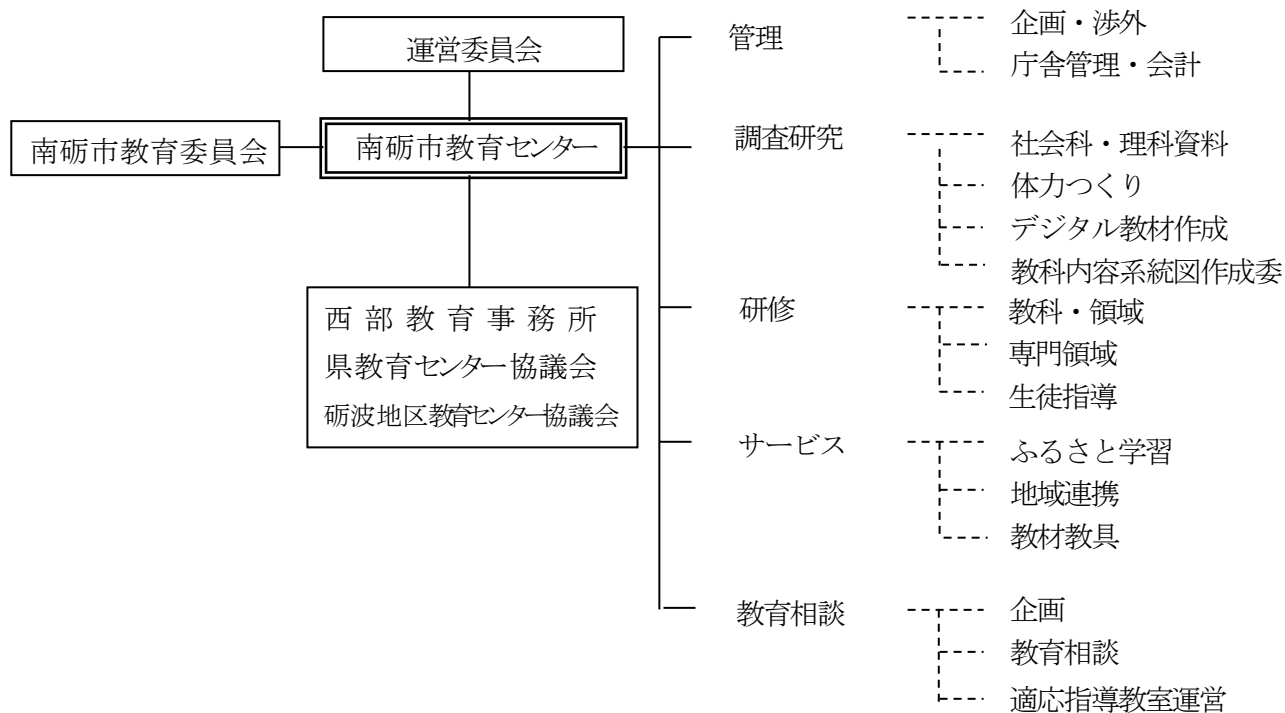 運営委員会
南砺市教育委員会
南砺市教育センター
西部教育事務所
県教育センター協議会
砺波地区教育センター協議会
管理
企画・渉外
庁舎管理・会計
調査研究
社会科・理科資料
体力つくり
デジタル教材作成
教科内容系統図作成委
研修
教科・領域
専門領域
生徒指導
サービス
ふるさと学習
地域連携
教材教具
教育相談
企画
教育相談
適応指導教室運営